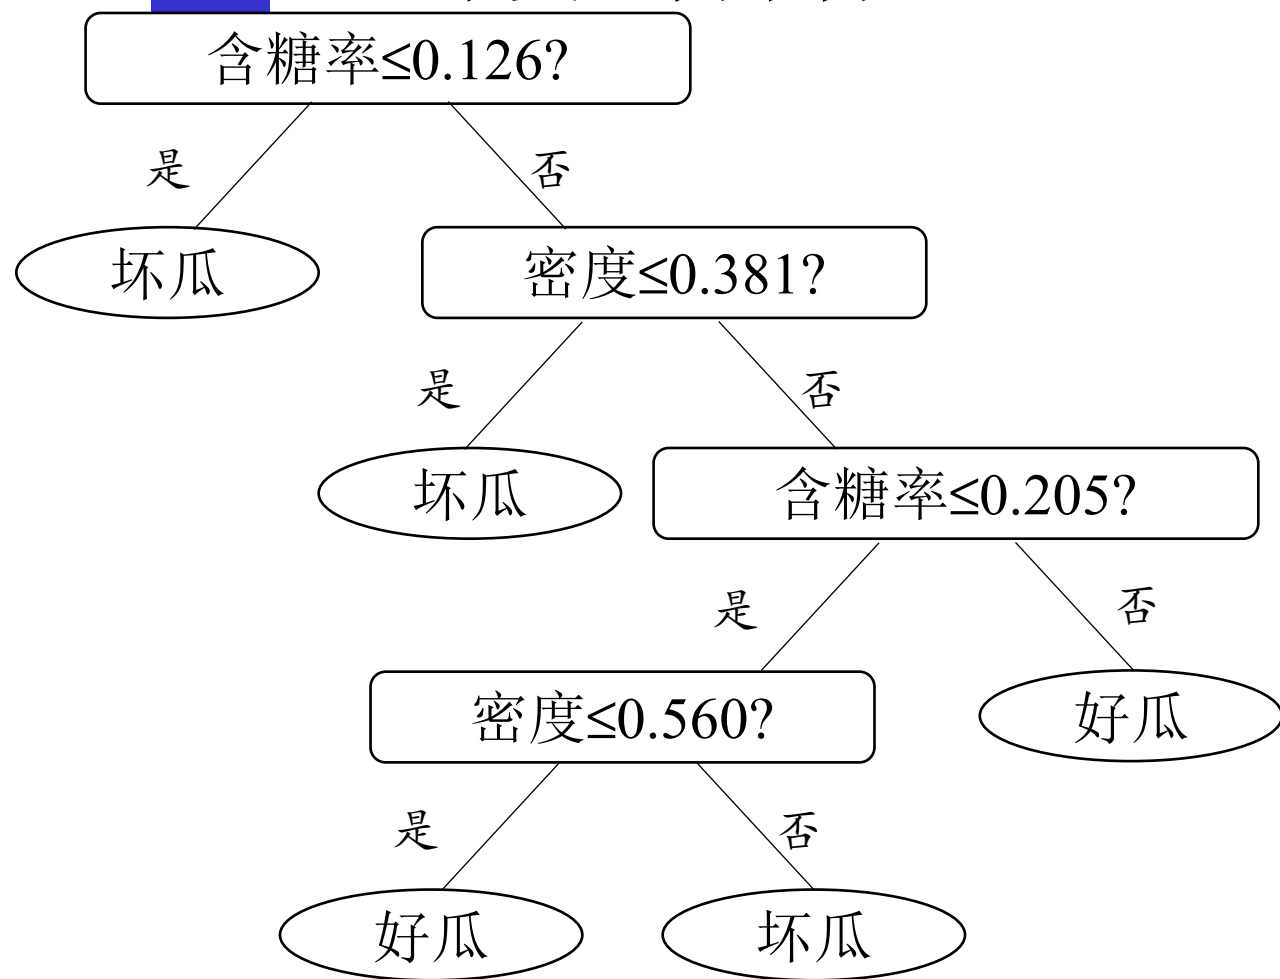 含糖率≤0.126?
是
否
坏瓜
密度≤0.381?
是
否
坏瓜
含糖率≤0.205?
是
否
密度≤0.560?
好瓜
是
否
好瓜
坏瓜